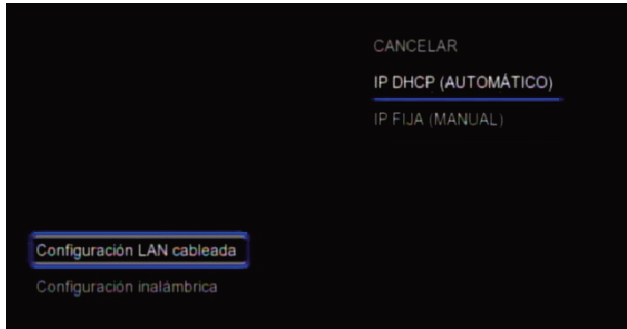 CANCELAR
IP DHCP (AUTOMÁTICO)
IP FIJA (MANUAL)
Configuración LAN cableada
Configuración inalámbrica